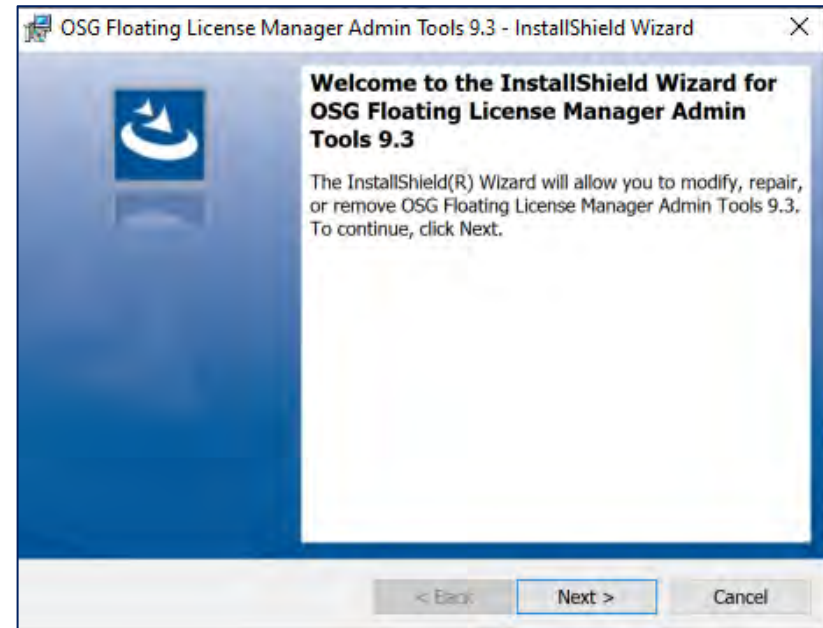 OSG Floating License Manager Admin Tools 9.3 - InstallShield Wizard
Welcome to the InstallShield Wizard for
OSG Floating License Manager Admin
Tools 9.3
The InstallShield(R) Wizard will allow you to modify, repair,
or remove OSG Floating License Manager Admin Tools 9.3.
To continue, click Next.
< Back Next > Cancel